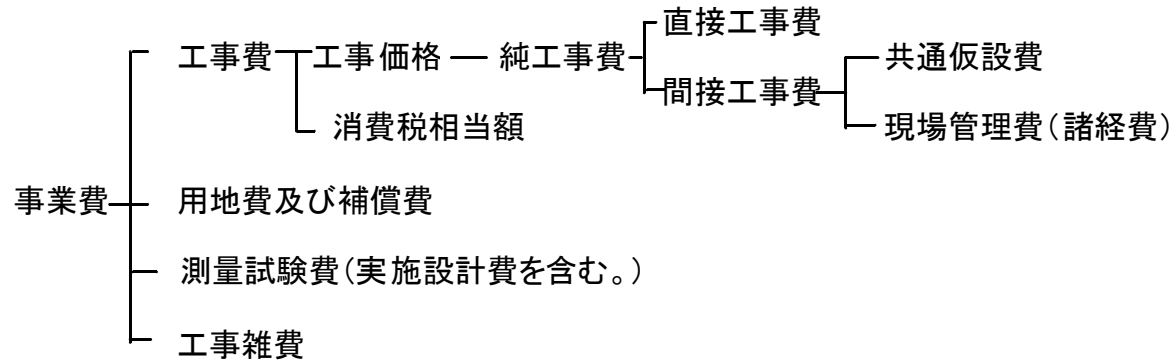 直接工事費
工事費 工事価格 純工事費 共通仮設費
間接工事費
消費税相当額 現場管理費(諸経費)
事業費 用地費及び補償費
測量試験費(実施設計費を含む。)
工事雑費